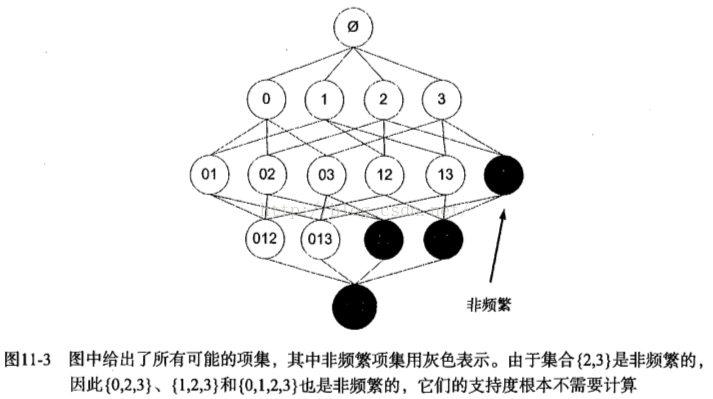 Ø
0 1 2 3
01 02 03 12 13
012 013
非频繁
图11-3 图中给出了所有可能的项集，其中非频繁项集用灰色表示。由于集合{2,3}是非频繁的，
因此{0,2,3}、{1,2,3}和{0,1,2,3}也是非频繁的，它们的支持度根本不需要计算